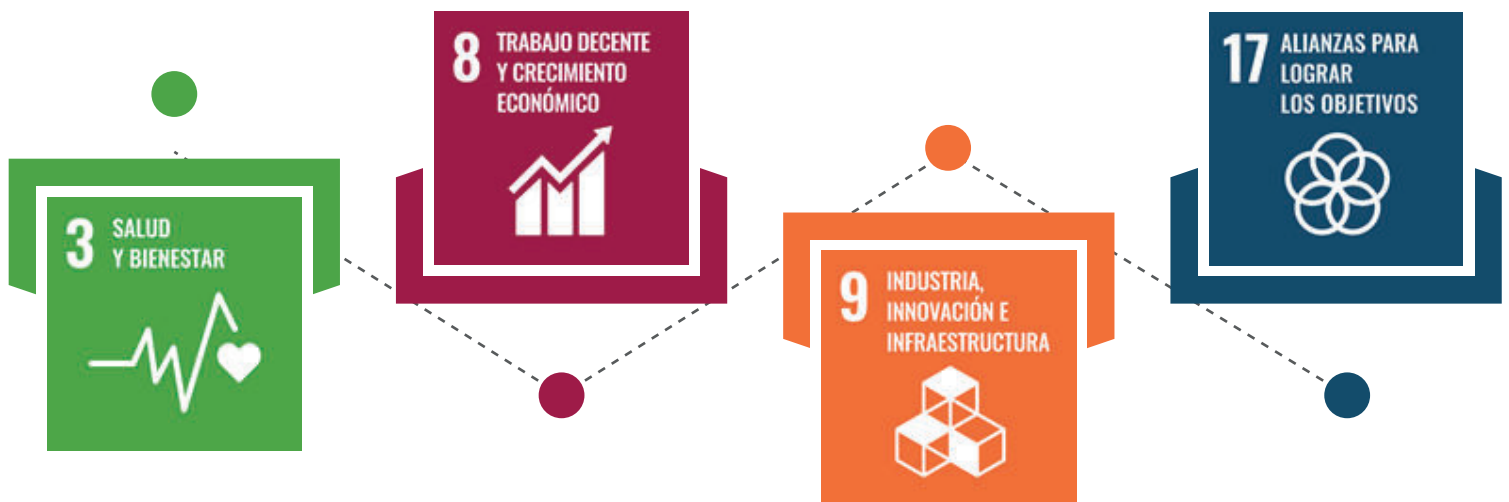 3 SALUD
Y BIENESTAR
8 TRABAJO DECENTE
Y CRECIMIENTO
ECONÓMICO
9 INDUSTRIA,
INNOVACIÓN E
INFRAESTRUCTURA
17 ALIANZAS PARA
LOGRAR
LOS OBJETIVOS